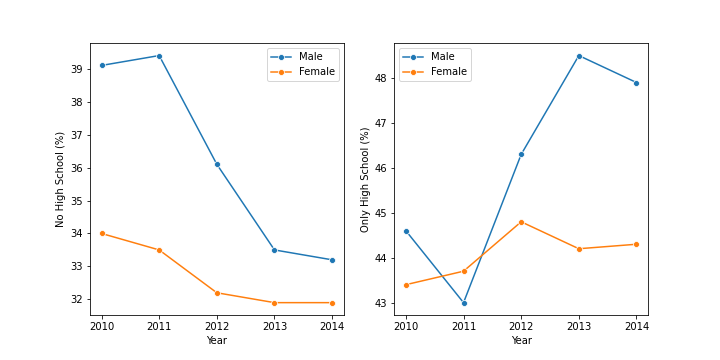 No High School (%)
39
38
37
36
35
34
33
32
Male
Female
2010 2011 2012 2013 2014
Year
Only High School (%)
48
47
46
45
44
43
Male
Female
2010 2011 2012 2013 2014
Year